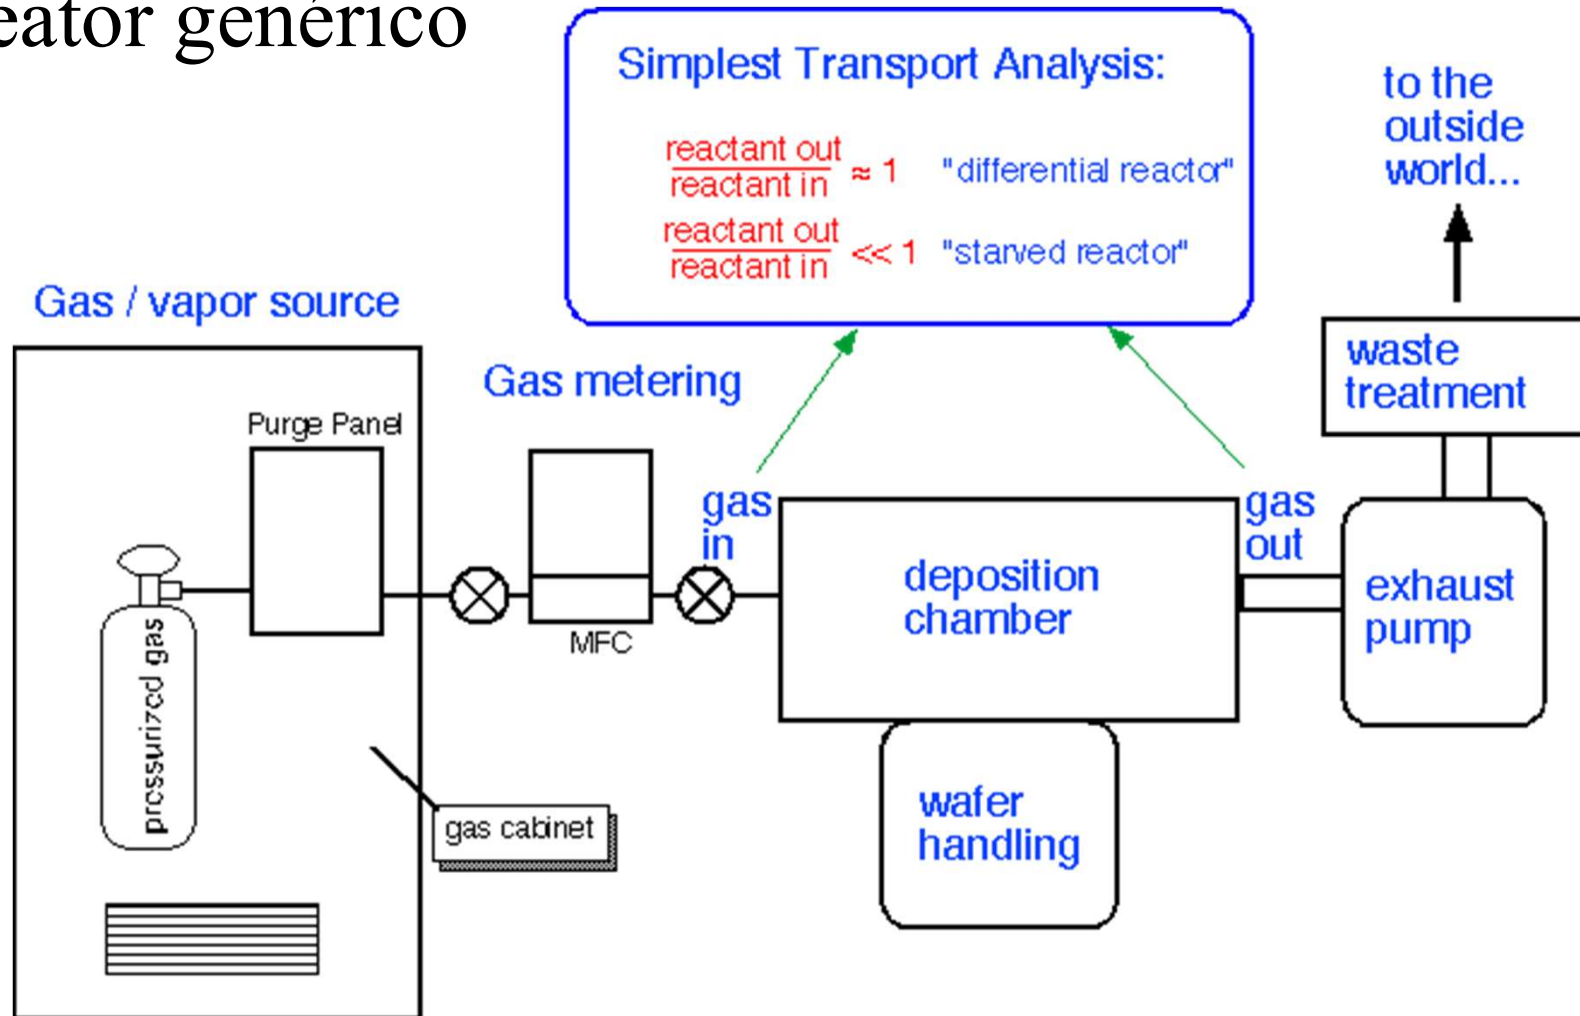 eator genérico
Simplest Transport Analysis:
reactant out
reactant in
≈ 1 "differential reactor"
reactant out
reactant in
<< 1 "starved reactor"
to the
outside
world...
Gas / vapor source
waste
treatment
Gas metering
Purge Panel
gas
in
gas
out
deposition
chamber
exhaust
pump
MFC
pressurized gas
gas cabinet
wafer
handling